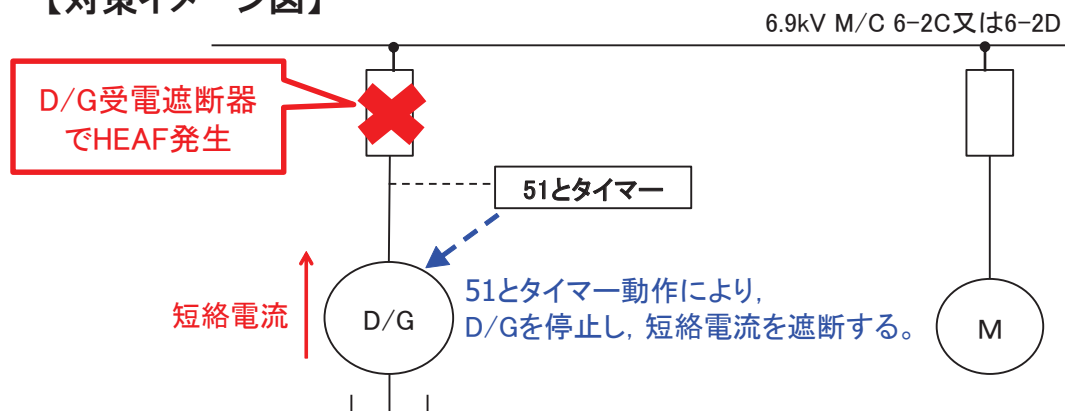 【対策イメージ図】
6.9kV M/C 6-2C又は6-2D
D/G受電遮断器
でHEAF発生
51とタイマー
短絡電流
D/G
51とタイマー動作により,
D/Gを停止し, 短絡電流を遮断する。
M